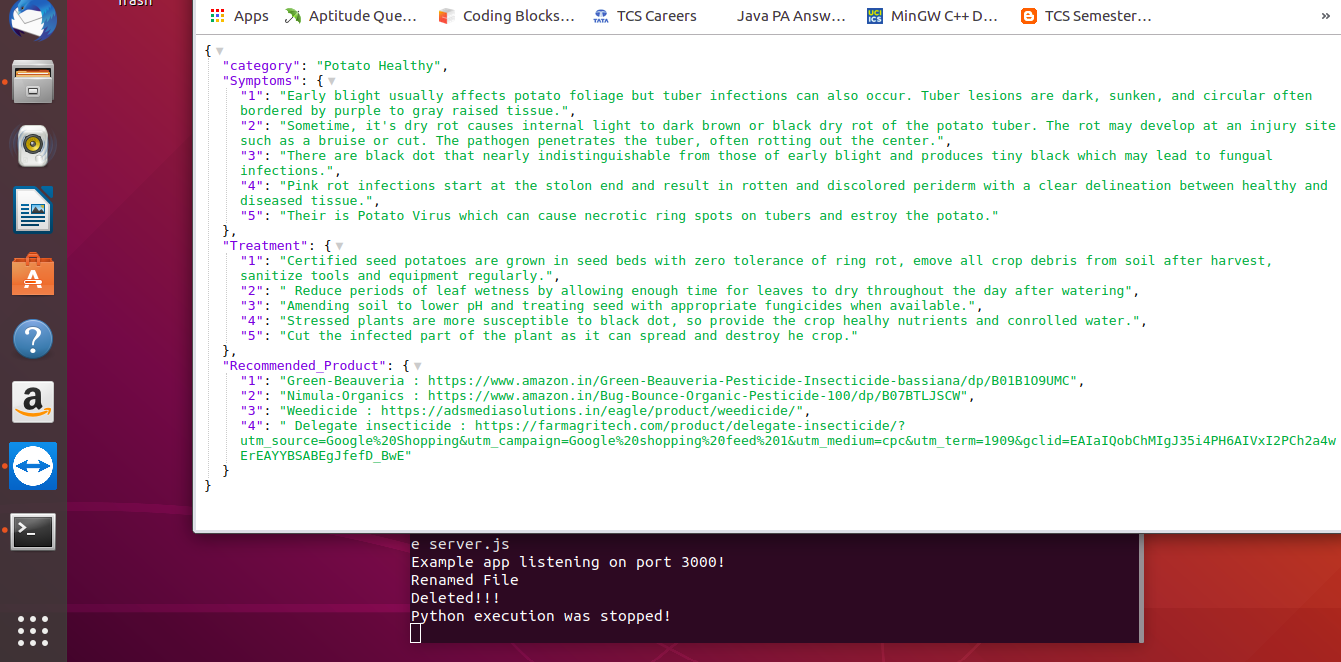 Trash
Apps Aptitude Que... Coding Blocks... TCS Careers Java PA Answ... MinGW C++ D... TCS Semester... »
{
"category": "Potato Healthy",
"Symptoms": {
"1": "Early blight usually affects potato foliage but tuber infections can also occur. Tuber lesions are dark, sunken, and circular often
bordered by purple to gray raised tissue.",
"2": "Sometime, it's dry rot causes internal light to dark brown or black dry rot of the potato tuber. The rot may develop at an injury site
such as a bruise or cut. The pathogen penetrates the tuber, often rotting out the center.",
"3": "There are black dot that nearly indistinguishable from those of early blight and produces tiny black which may lead to fungual
infections.",
"4": "Pink rot infections start at the stolon end and result in rotten and discolored periderm with a clear delineation between healthy and
diseased tissue.",
"5": "Their is Potato Virus which can cause necrotic ring spots on tubers and estroy the potato."
},
"Treatment": {
"1": "Certified seed potatoes are grown in seed beds with zero tolerance of ring rot, emove all crop debris from soil after harvest,
sanitize tools and equipment regularly.",
"2": " Reduce periods of leaf wetness by allowing enough time for leaves to dry throughout the day after watering",
"3": "Amending soil to lower pH and treating seed with appropriate fungicides when available.",
"4": "Stressed plants are more susceptible to black dot, so provide the crop healhy nutrients and conrolled water.",
"5": "Cut the infected part of the plant as it can spread and destroy he crop."
},
"Recommended_Product": {
"1": "Green-Beauveria : https://www.amazon.in/Green-Beauveria-Pesticide-Insecticide-bassiana/dp/B01B1O9UMC",
"2": "Nimula-Organics : https://www.amazon.in/Bug-Bounce-Organic-Pesticide-100/dp/B07BTLJSCW",
"3": "Weedicide : https://adsmediasolutions.in/eagle/product/weedicide/",
"4": " Delegate insecticide : https://farmagritech.com/product/delegate-insecticide/?
utm_source=Google%20Shopping&utm_campaign=Google%20shopping%20feed%201&utm_medium=cpc&utm_term=1909&gclid=EAIaIQobChMIgJ35i4PH6AIVxI2PCh2a4w
ErEAYYBSABEgJfefD_BwE"
}
}
e server.js
Example app listening on port 3000!
Renamed File
Deleted!!!
Python execution was stopped!